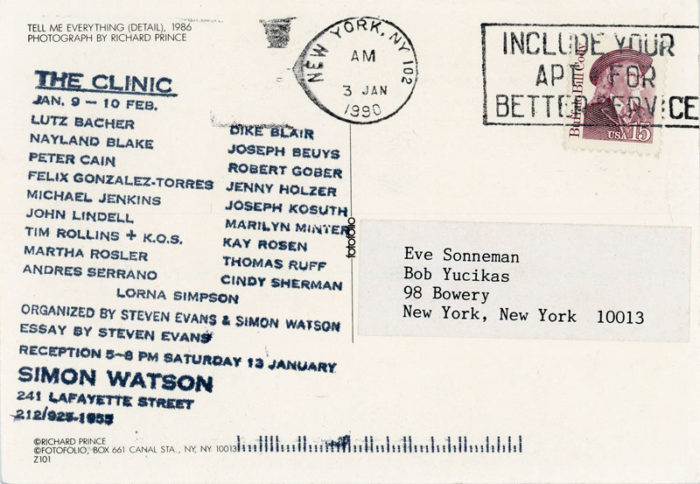 TELL ME EVERYTHING (DETAIL), 1986
PHOTOGRAPH BY RICHARD PRINCE
THE CLINIC
JAN. 9 – 10 FEB.
LUTZ BACHER
NAYLAND BLAKE
PETER CAIN
FELIX GONZALEZ-TORRES
MICHAEL JENKINS
JOHN LINDELL
TIM ROLLINS + K.O.S.
MARTHA ROSLER
ANDRES SERRANO
DIKE BLAIR
JOSEPH BEUYS
ROBERT GOBER
JENNY HOLZER
JOSEPH KOSUTH
MARILYN MINTER
KAY ROSEN
THOMAS RUFF
CINDY SHERMAN
LORNA SIMPSON
ORGANIZED BY STEVEN EVANS & SIMON WATSON
ESSAY BY STEVEN EVANS
RECEPTION 5–8 PM SATURDAY 13 JANUARY
SIMON WATSON
241 LAFAYETTE STREET
212/925-1955
©RICHARD PRINCE
©FOTOFOLIO, BOX 661 CANAL STA., NY, NY 10013
Z101
fotofolio
NEW YORK, NY 102
AM
3 JAN
1990
INCLUDE YOUR
APT FOR
BETTER SERVICE
Buffalo Bill Cody
USA 15
Eve Sonneman
Bob Yucikas
98 Bowery
New York, New York 10013